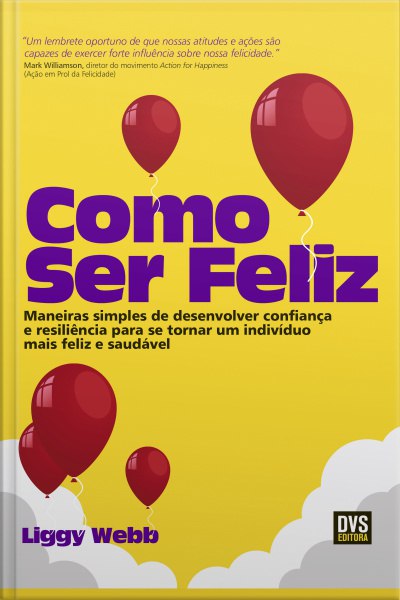 “Um lembrete oportuno de que nossas atitudes e ações são
capazes de exercer forte influência sobre nossa felicidade.”
Mark Williamson, diretor do movimento Action for Happiness
(Ação em Prol da Felicidade)
Como
Ser Feliz
Maneiras simples de desenvolver confiança
e resiliência para se tornar um indivíduo
mais feliz e saudável
Liggy Webb
DVS
EDITORA